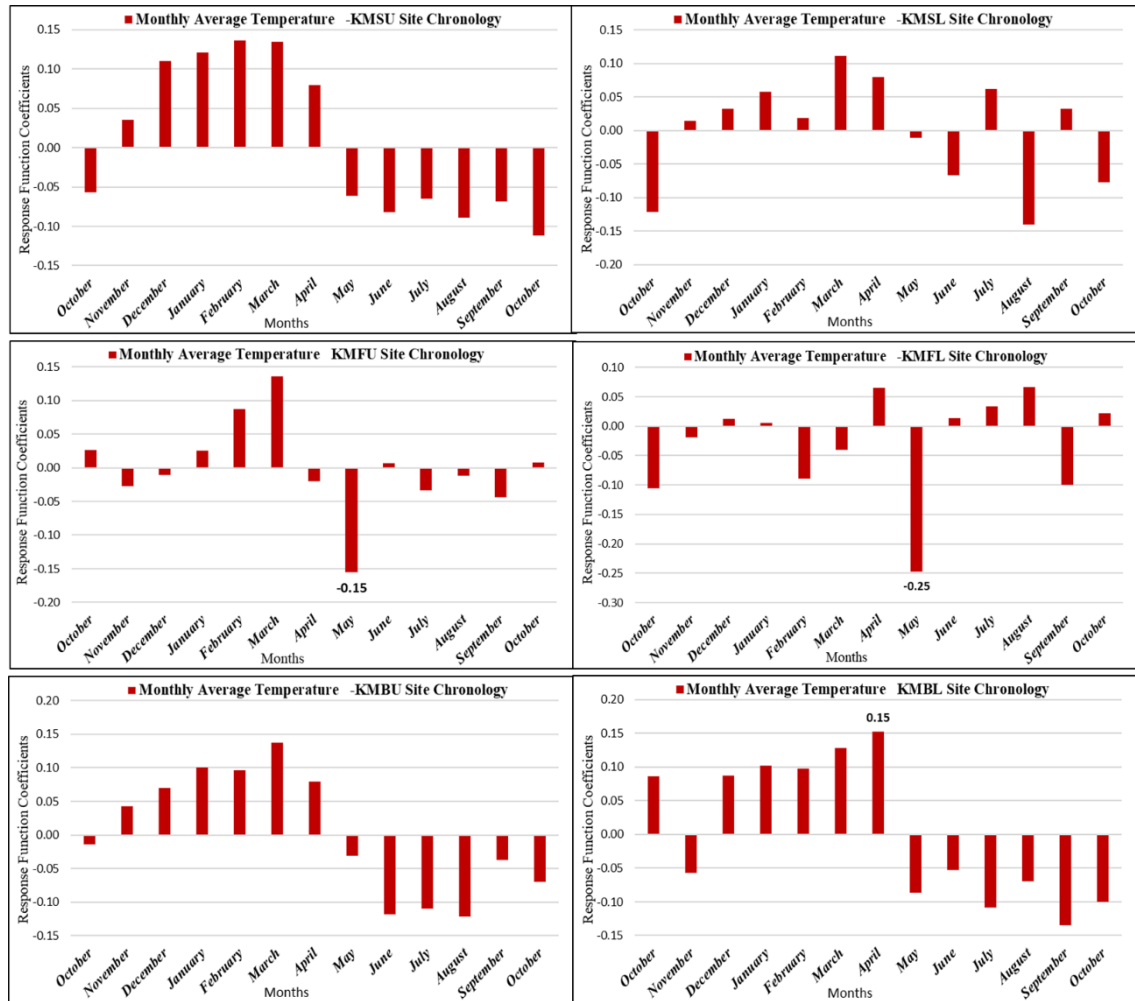 Monthly Average Temperature -KMSU Site Chronology
Response Function Coefficients
0.15
0.10
0.05
0.00
-0.05
-0.10
-0.15
October November December January February March April May June July August September October
Months
Monthly Average Temperature -KMSL Site Chronology
Response Function Coefficients
0.15
0.10
0.05
0.00
-0.05
-0.10
-0.15
-0.20
October November December January February March April May June July August September October
Months
Monthly Average Temperature KMFU Site Chronology
Response Function Coefficients
0.15
0.10
0.05
0.00
-0.05
-0.10
-0.15
-0.20
-0.15
October November December January February March April May June July August September October
Months
Monthly Average Temperature -KMFL Site Chronology
Response Function Coefficients
0.10
0.05
0.00
-0.05
-0.10
-0.15
-0.20
-0.25
-0.30
-0.25
October November December January February March April May June July August September October
Months
Monthly Average Temperature -KMBU Site Chronology
Response Function Coefficients
0.20
0.15
0.10
0.05
0.00
-0.05
-0.10
-0.15
October November December January February March April May June July August September October
Months
Monthly Average Temperature KMBL Site Chronology
Response Function Coefficients
0.20
0.15
0.10
0.05
0.00
-0.05
-0.10
-0.15
0.15
October November December January February March April May June July August September October
Months